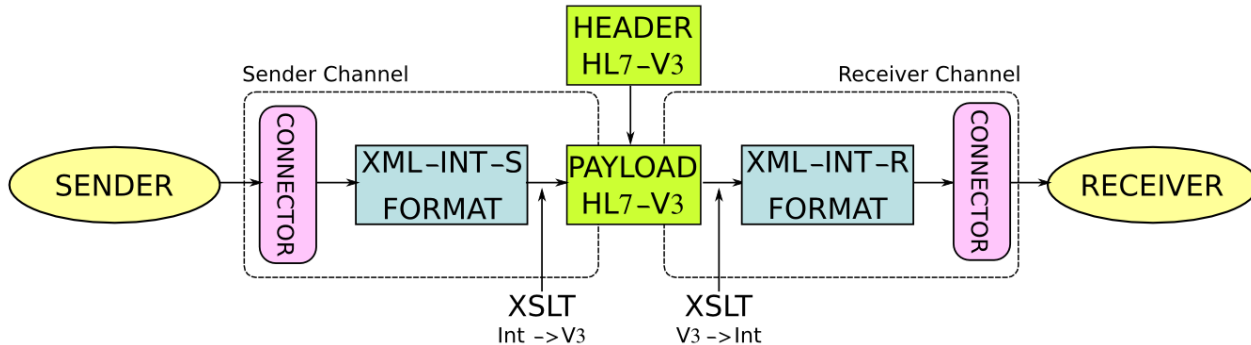 HEADER
HL7-V3
Sender Channel
Receiver Channel
SENDER
CONNECTOR
XML-INT-S
FORMAT
PAYLOAD
HL7-V3
XML-INT-R
FORMAT
CONNECTOR
RECEIVER
XSLT
Int ->V3
XSLT
V3->Int